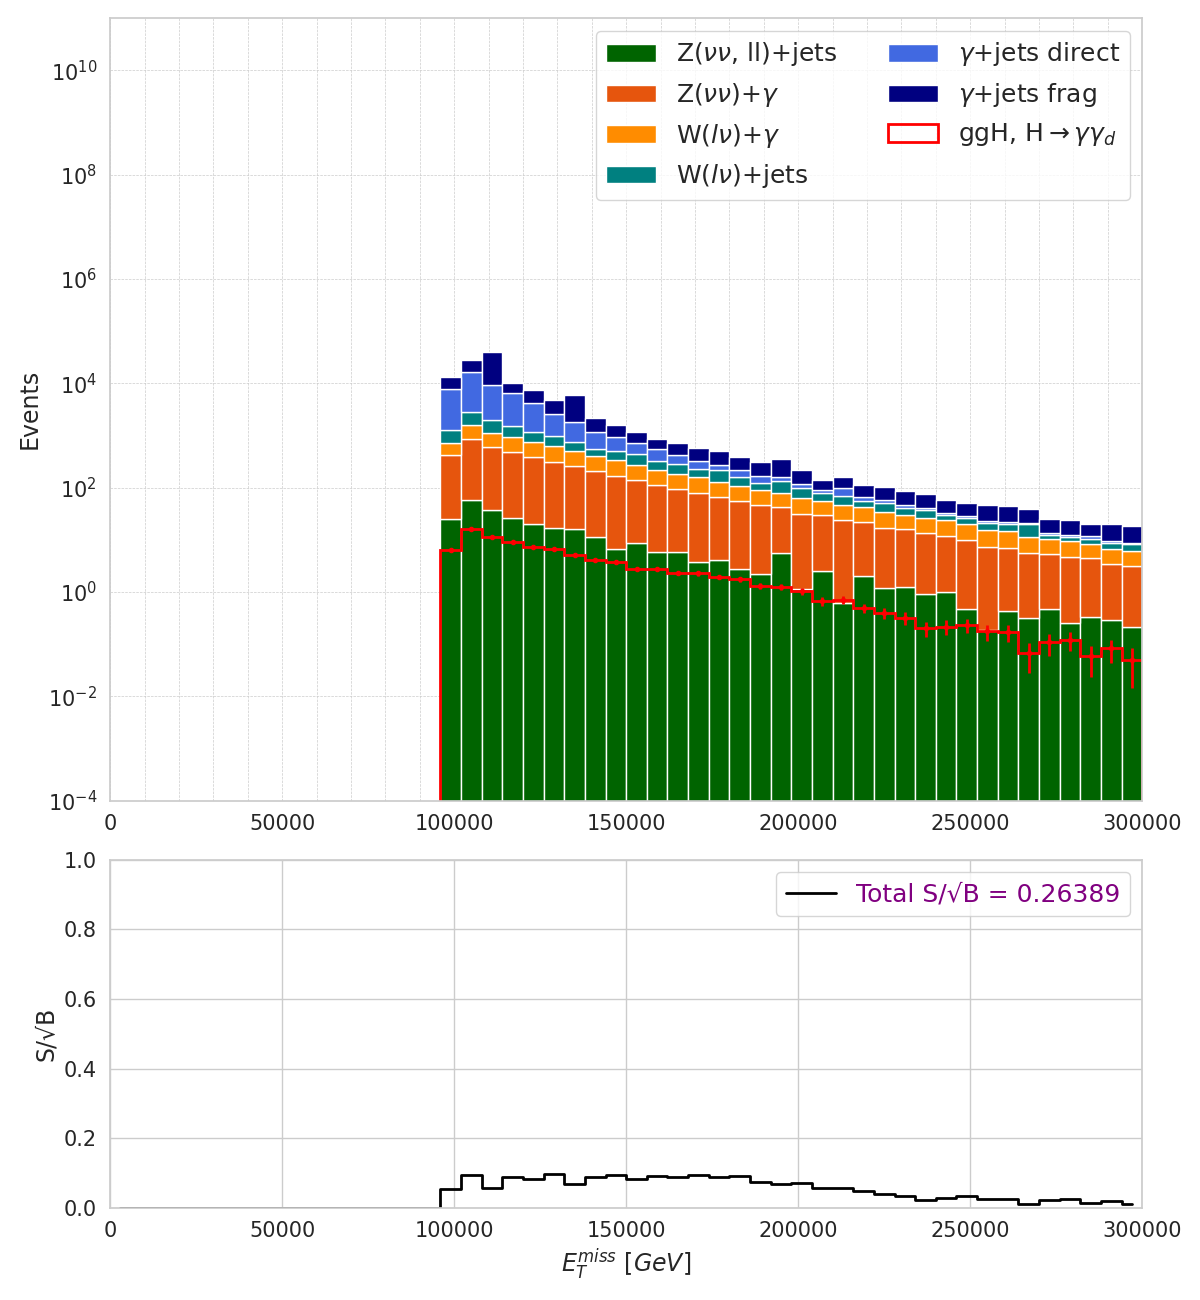 Z(νν, ll)+jets
Z(νν)+γ
W(lν)+γ
W(lν)+jets
γ+jets direct
γ+jets frag
ggH, H→γγ_d
Events
10^10
10^8
10^6
10^4
10^2
10^0
10^−2
10^−4
0 50000 100000 150000 200000 250000 300000
Total S/√B = 0.26389
S/√B
1.0
0.8
0.6
0.4
0.2
0.0
0 50000 100000 150000 200000 250000 300000
E_T^miss [GeV]